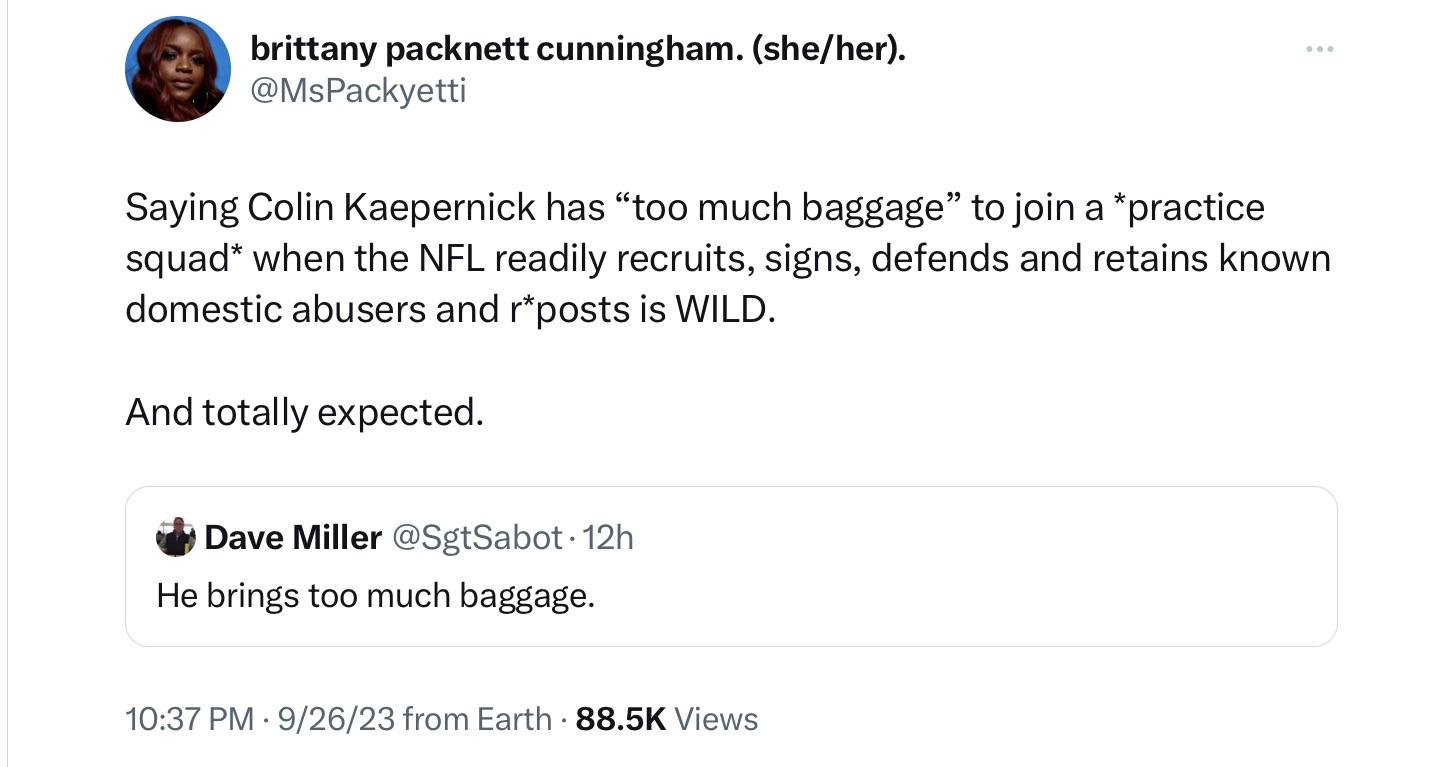 brittany packnett cunningham. (she/her).
@MsPackyetti
Saying Colin Kaepernick has “too much baggage” to join a *practice
squad* when the NFL readily recruits, signs, defends and retains known
domestic abusers and r*posts is WILD.
And totally expected.
Dave Miller @SgtSabot · 12h
He brings too much baggage.
10:37 PM · 9/26/23 from Earth · 88.5K Views